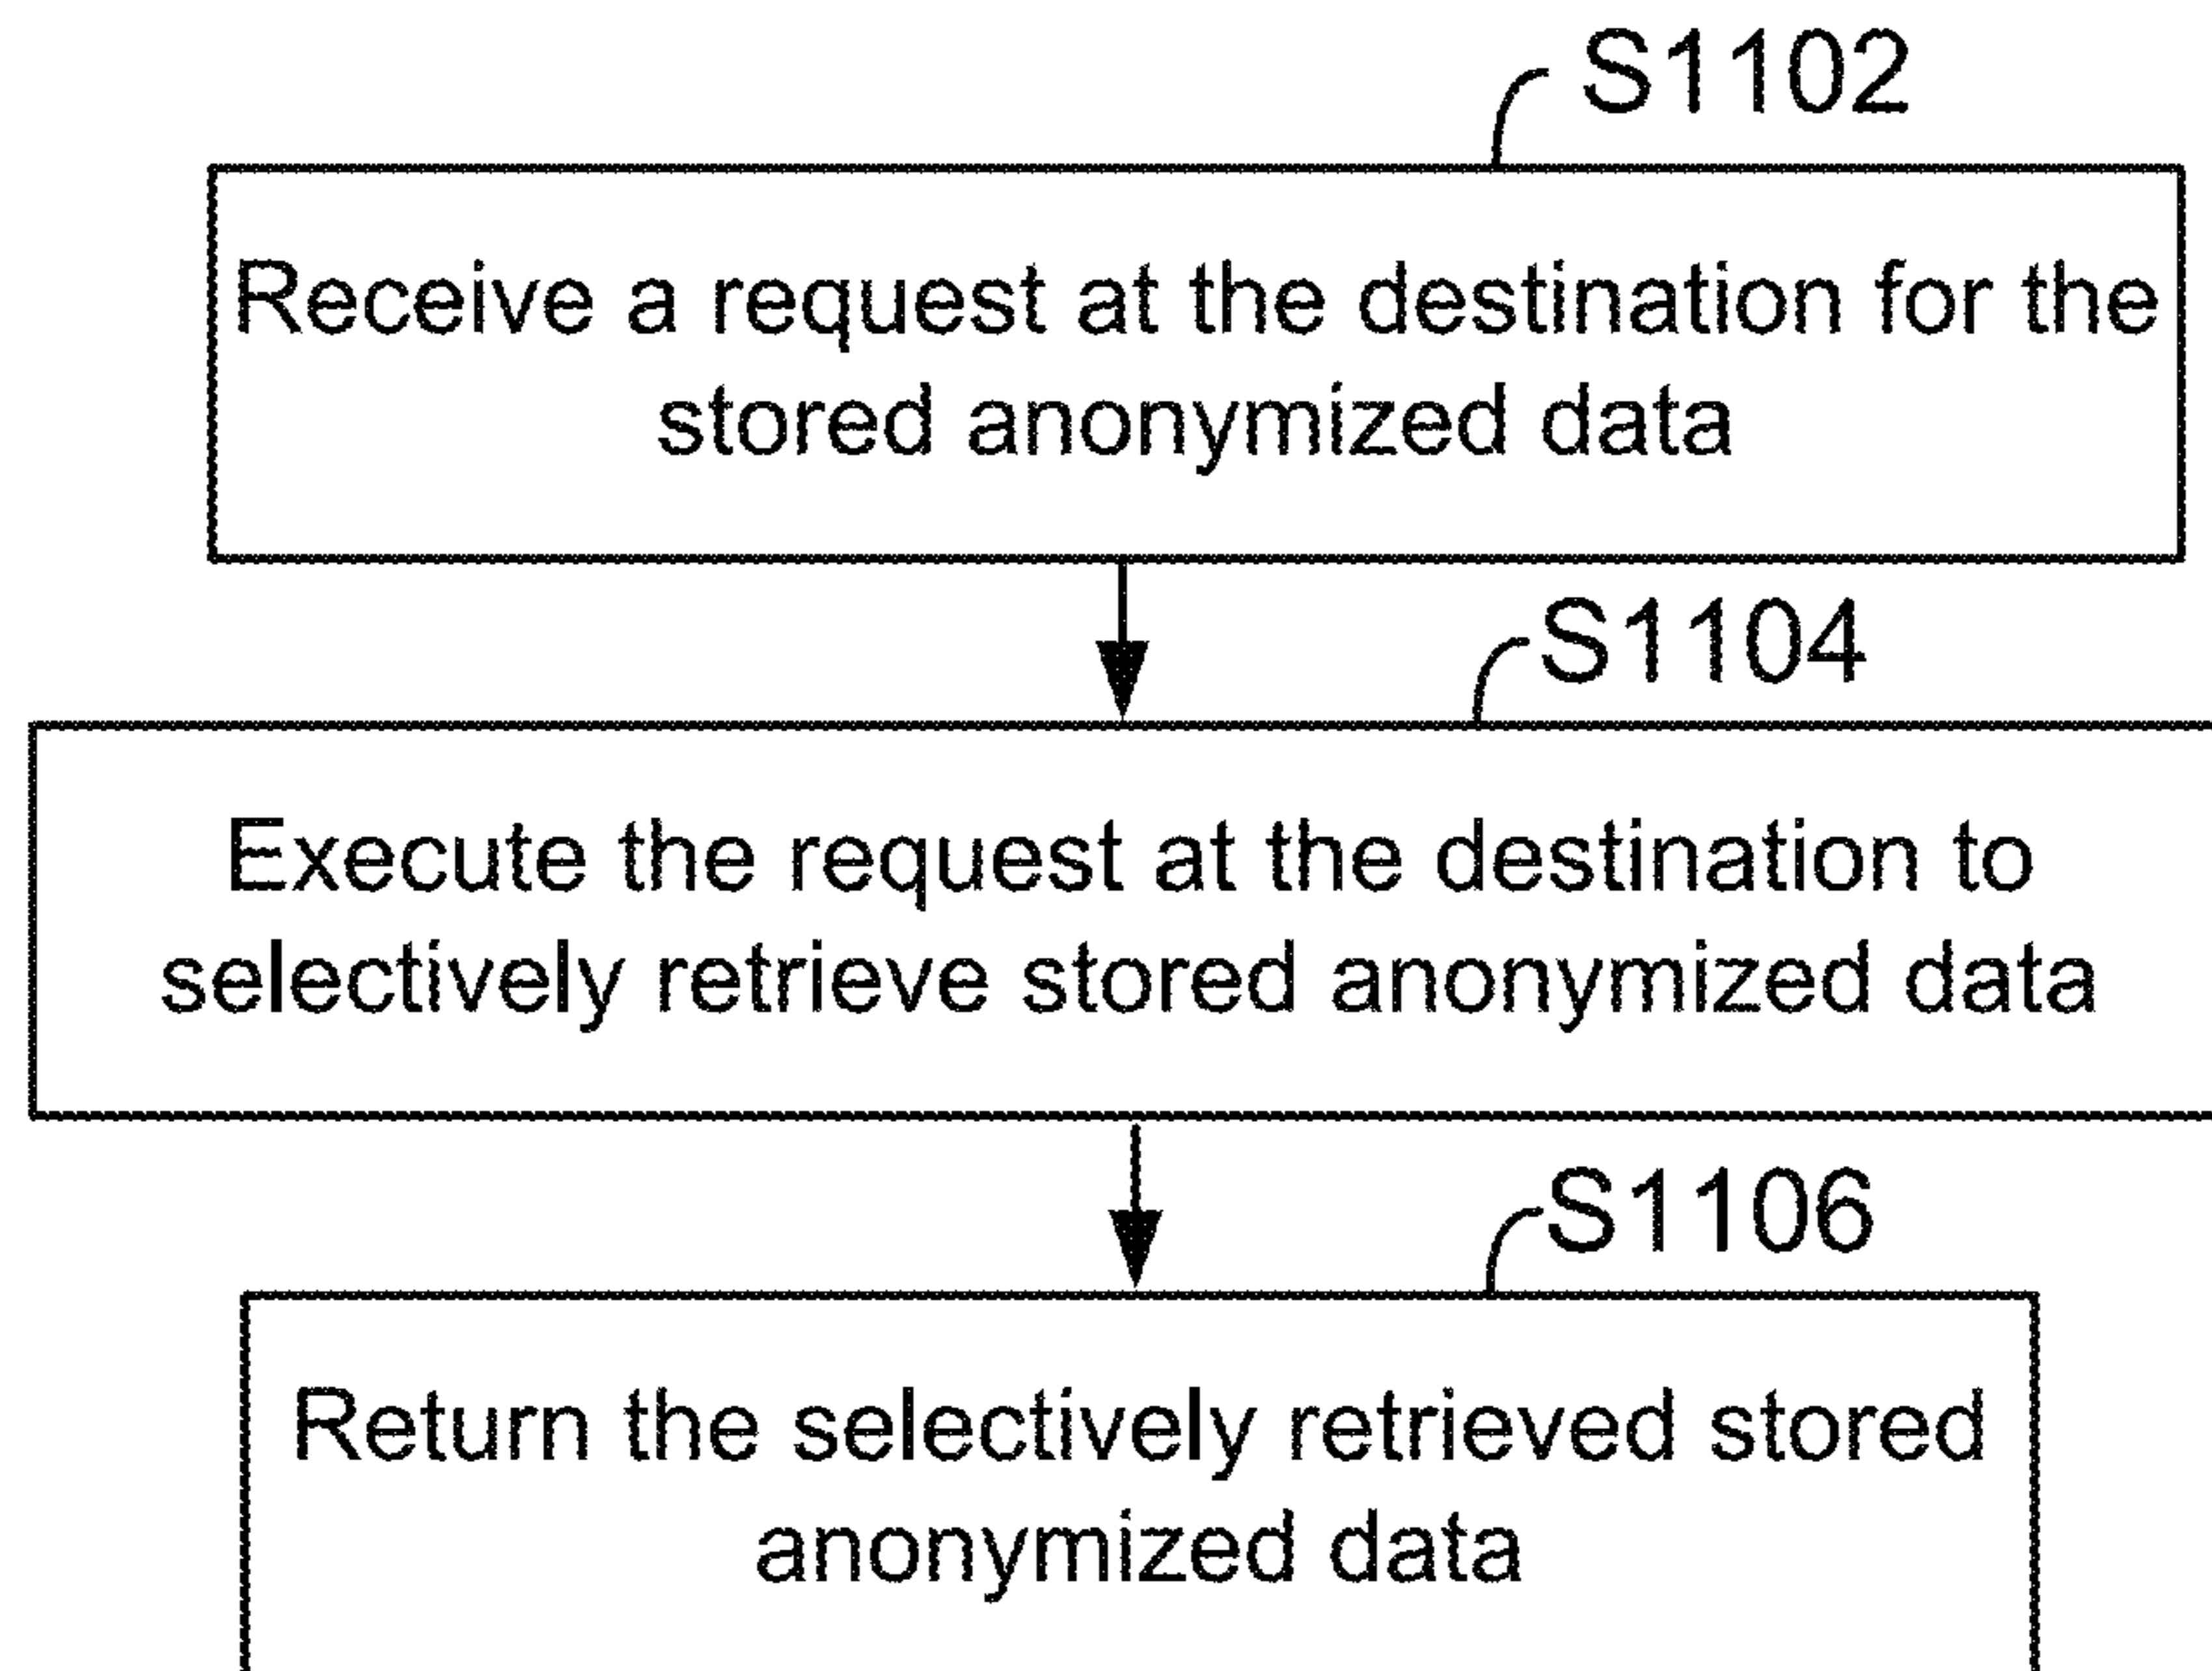 S1102
Receive a request at the destination for the
stored anonymized data
S1104
Execute the request at the destination to
selectively retrieve stored anonymized data
S1106
Return the selectively retrieved stored
anonymized data